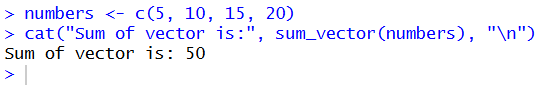 > numbers <- c(5, 10, 15, 20)
> cat("Sum of vector is:", sum_vector(numbers), "\n")
Sum of vector is: 50
>